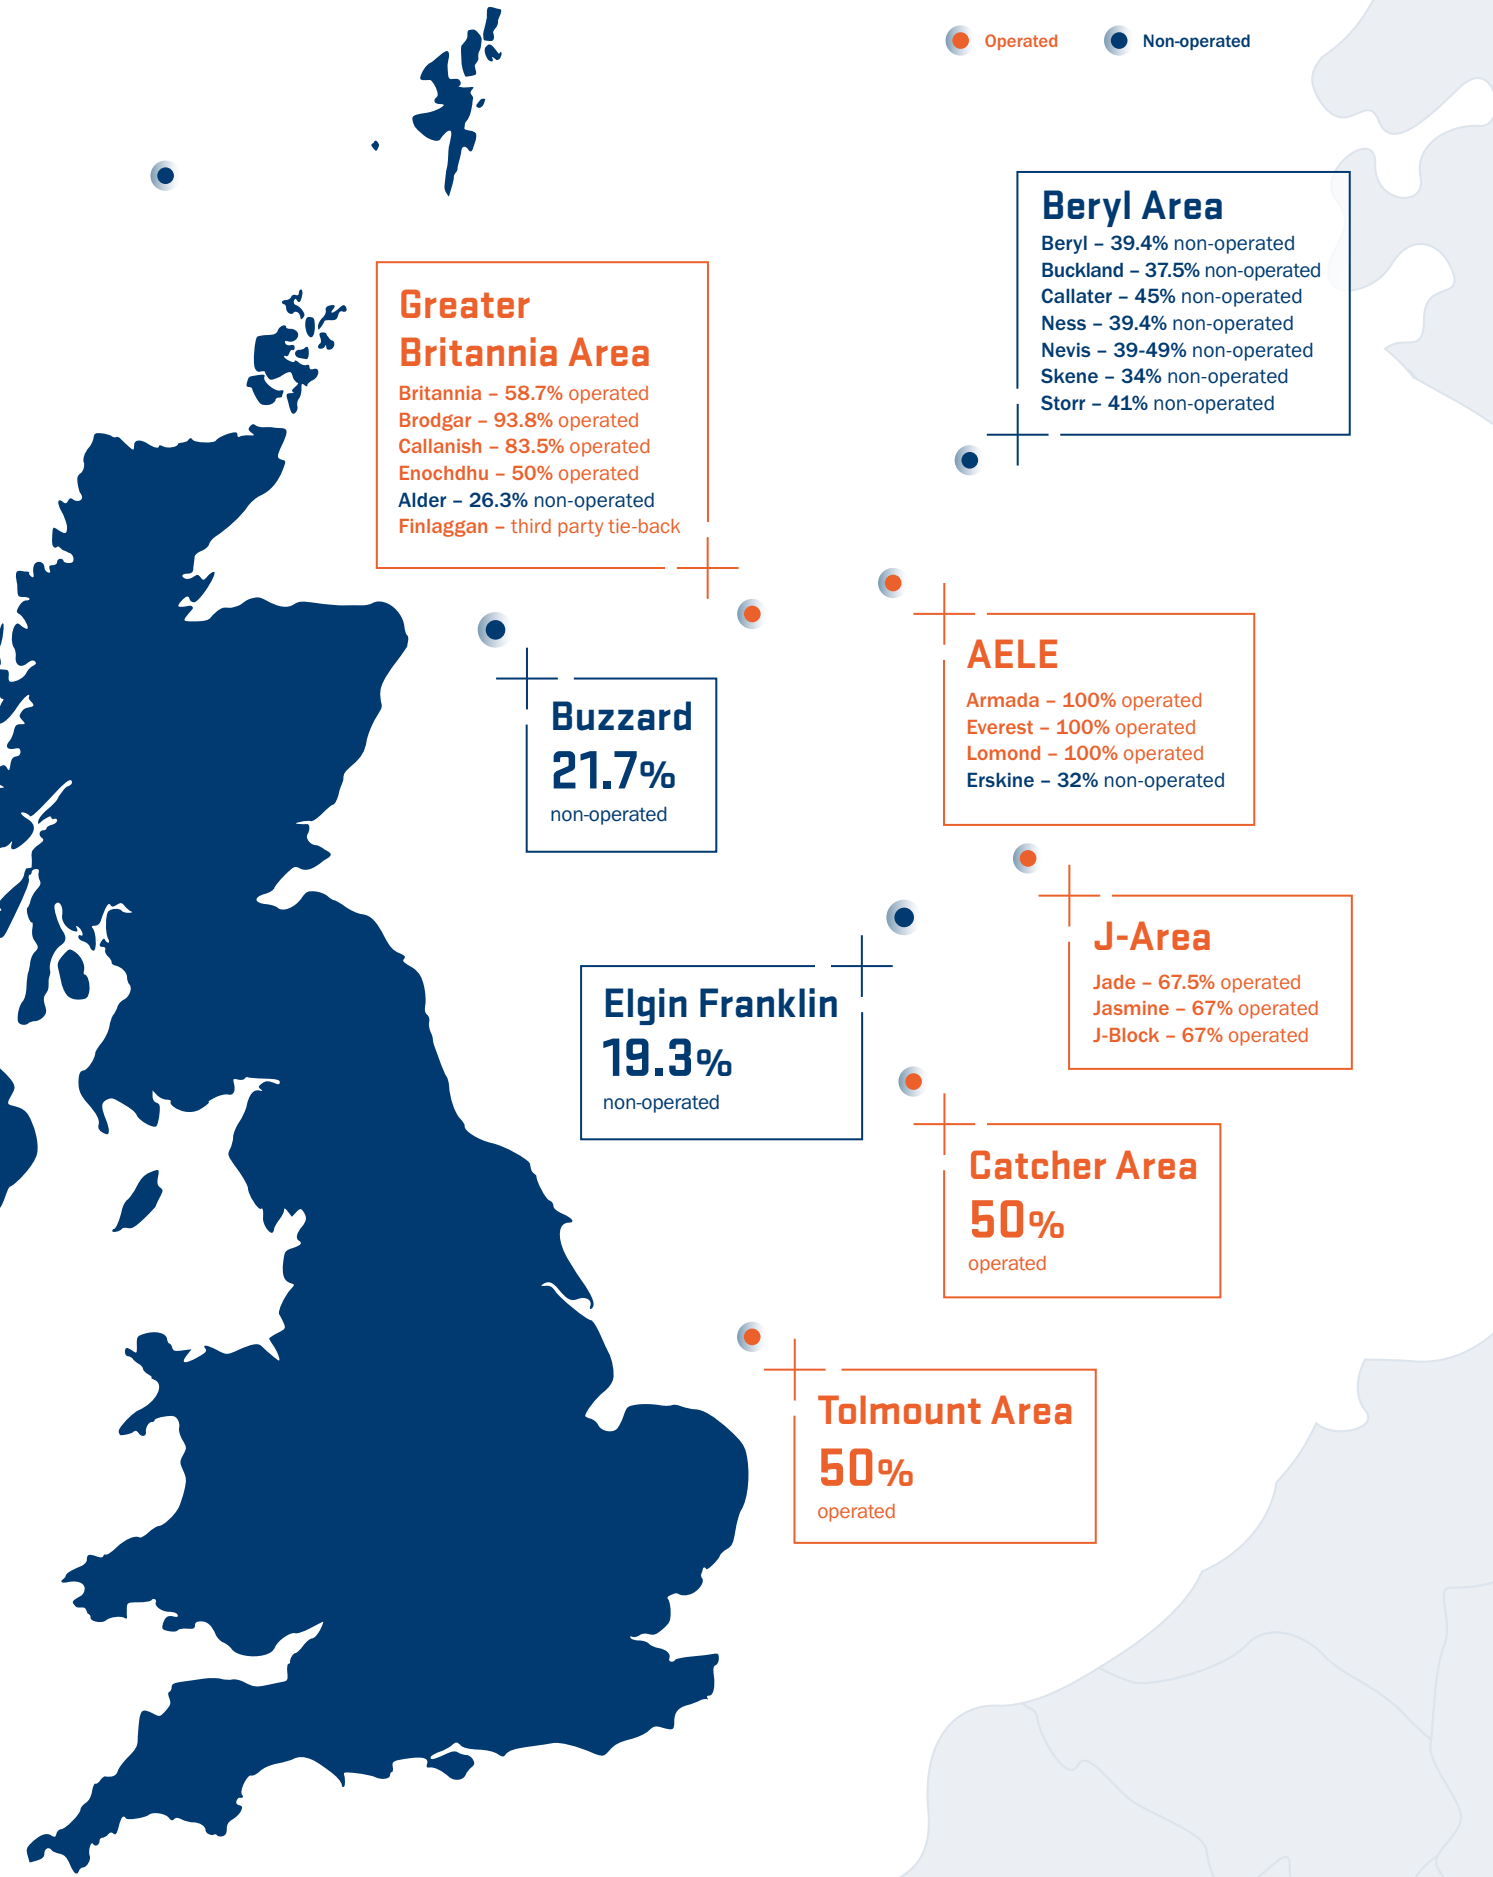 Operated
Non-operated
Beryl Area
Beryl – 39.4% non-operated
Buckland – 37.5% non-operated
Callater – 45% non-operated
Ness – 39.4% non-operated
Nevis – 39-49% non-operated
Skene – 34% non-operated
Storr – 41% non-operated
Greater
Britannia Area
Britannia – 58.7% operated
Brodgar – 93.8% operated
Callanish – 83.5% operated
Enochdhu – 50% operated
Alder – 26.3% non-operated
Finlaggan – third party tie-back
AELE
Armada – 100% operated
Everest – 100% operated
Lomond – 100% operated
Erskine – 32% non-operated
Buzzard
21.7%
non-operated
J-Area
Jade – 67.5% operated
Jasmine – 67% operated
J-Block – 67% operated
Elgin Franklin
19.3%
non-operated
Catcher Area
50%
operated
Tolmount Area
50%
operated